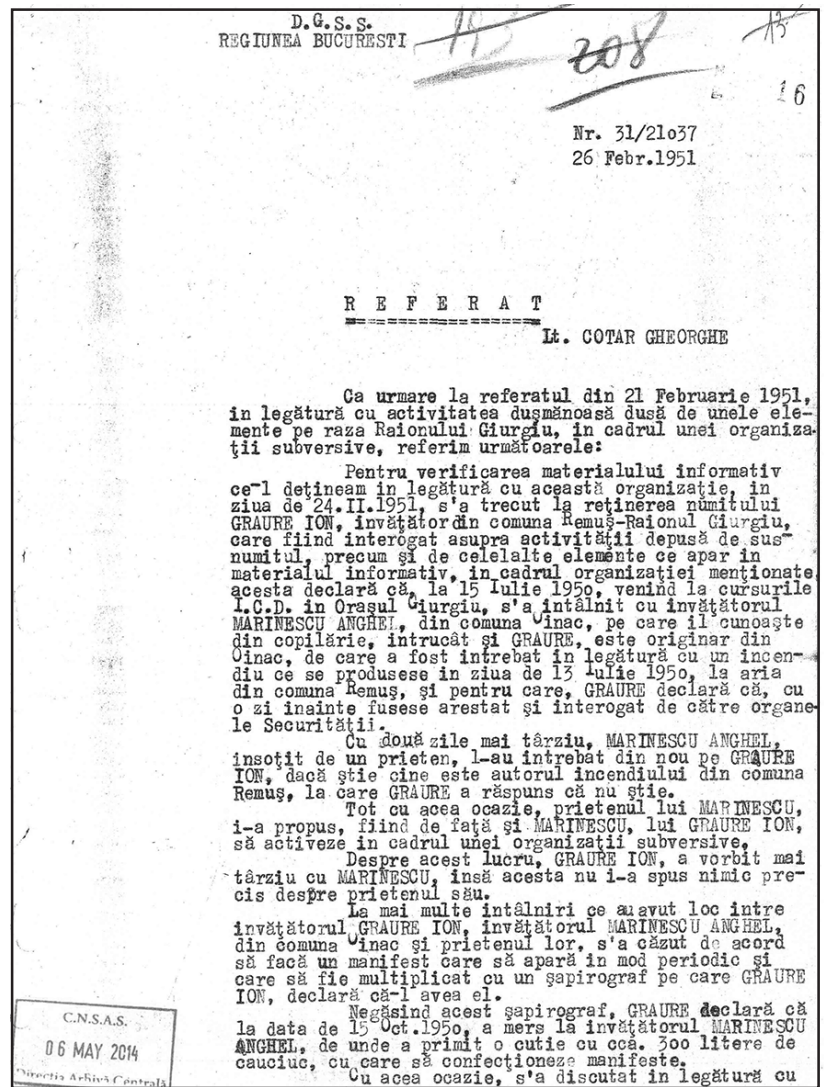 D.G.S.S.
REGIUNEA BUCURESTI
208
13
16
Nr. 31/21o37
26 Febr.1951
R E F E R A T
Lt. COTAR GHEORGHE
Ca urmare la referatul din 21 Februarie 1951,
in legătură cu activitatea duşmănoasă dusă de unele ele-
mente pe raza Raionului Giurgiu, in cadrul unei organiza-
ţii subversive, referim următoarele:
Pentru verificarea materialului informativ
ce-l deţineam in legătură cu această organizaţie, in
ziua de 24.II.1951, s'a trecut la reţinerea numitului
GRAURE ION, invăţător din comuna Remuş-Raionul Giurgiu,
care fiind interogat asupra activităţii depusă de sus-
numitul, precum şi de celelalte elemente ce apar in
materialul informativ, in cadrul organizaţiei menţionate,
acesta declară că, la 15 Iulie 195o, venind la cursurile
I.C.D. in Oraşul Giurgiu, s'a intâlnit cu invăţătorul
MARINESCU ANGHEL, din comuna Oinac, pe care il cunoaşte
din copilărie, intrucât şi GRAURE, este originar din
Oinac, de care a fost intrebat in legătură cu un incen-
diu ce se produsese in ziua de 13 Iulie 195o, la aria
din comuna Remuş, şi pentru care, GRAURE declară că, cu
o zi inainte fusese arestat şi interogat de către organe-
le Securităţii.
Cu două zile mai târziu, MARINESCU ANGHEL,
insoţit de un prieten, l-au intrebat din nou pe GRAURE
ION, dacă ştie cine este autorul incendiului din comuna
Remuş, la care GRAURE a răspuns că nu ştie.
Tot cu acea ocazie, prietenul lui MARINESCU,
i-a propus, fiind de faţă şi MARINESCU, lui GRAURE ION,
să activeze in cadrul unei organizaţii subversive,
Despre acest lucru, GRAURE ION, a vorbit mai
târziu cu MARINESCU, insă acesta nu i-a spus nimic pre-
cis despre prietenul său.
La mai multe intâlniri ce au avut loc intre
invăţătorul GRAURE ION, invăţătorul MARINESCU ANGHEL,
din comuna Oinac şi prietenul lor, s'a căzut de acord
să facă un manifest care să apară in mod periodic şi
care să fie multiplicat cu un şapirograf pe care GRAURE
ION, declară că-l avea el.
Negăsind acest şapirograf, GRAURE declară că
la data de 15 Oct.195o, a mers la invăţătorul MARINESCU
ANGHEL, de unde a primit o cutie cu cca. 3oo litere de
cauciuc, cu care să confecţioneze manifeste.
Cu acea ocazie, s'a discutat in legătură cu
C.N.S.A.S.
06 MAY 2014
Direcţia Arhivă Centrală